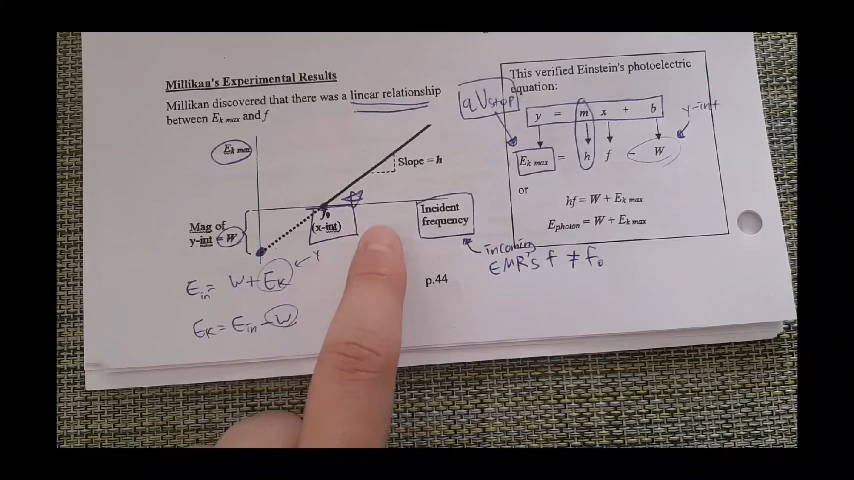 Millikan's Experimental Results
Millikan discovered that there was a linear relationship
between Ek max and f
Ek max
Slope = h
f₀
(x-int)
Incident
frequency
Mag of
y-int = W
Ein = W + EK
Y
EK = Ein - W
p.44
incoming
EMR's f ≠ f₀
This verified Einstein's photoelectric
equation:
qVstop
y = m x + b
y-int
Ek max = h f - W
or
hf = W + Ek max
Ephoton = W + Ek max